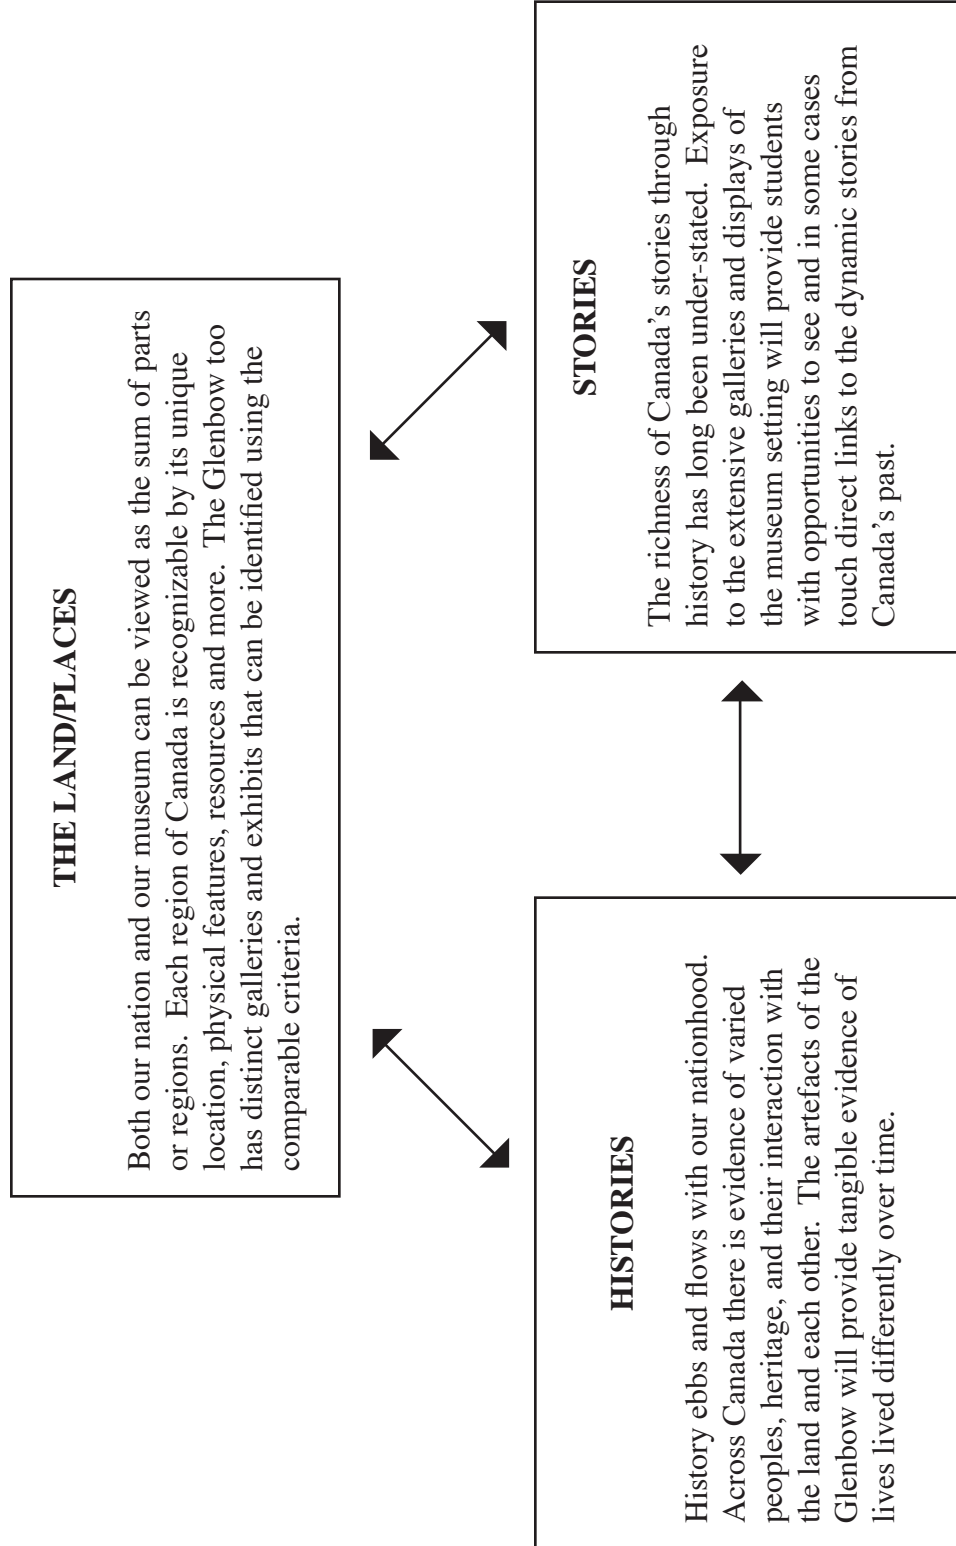 THE LAND/PLACES
Both our nation and our museum can be viewed as the sum of parts
or regions. Each region of Canada is recognizable by its unique
location, physical features, resources and more. The Glenbow too
has distinct galleries and exhibits that can be identified using the
comparable criteria.
HISTORIES
History ebbs and flows with our nationhood.
Across Canada there is evidence of varied
peoples, heritage, and their interaction with
the land and each other. The artefacts of the
Glenbow will provide tangible evidence of
lives lived differently over time.
STORIES
The richness of Canada's stories through
history has long been under-stated. Exposure
to the extensive galleries and displays of
the museum setting will provide students
with opportunities to see and in some cases
touch direct links to the dynamic stories from
Canada's past.